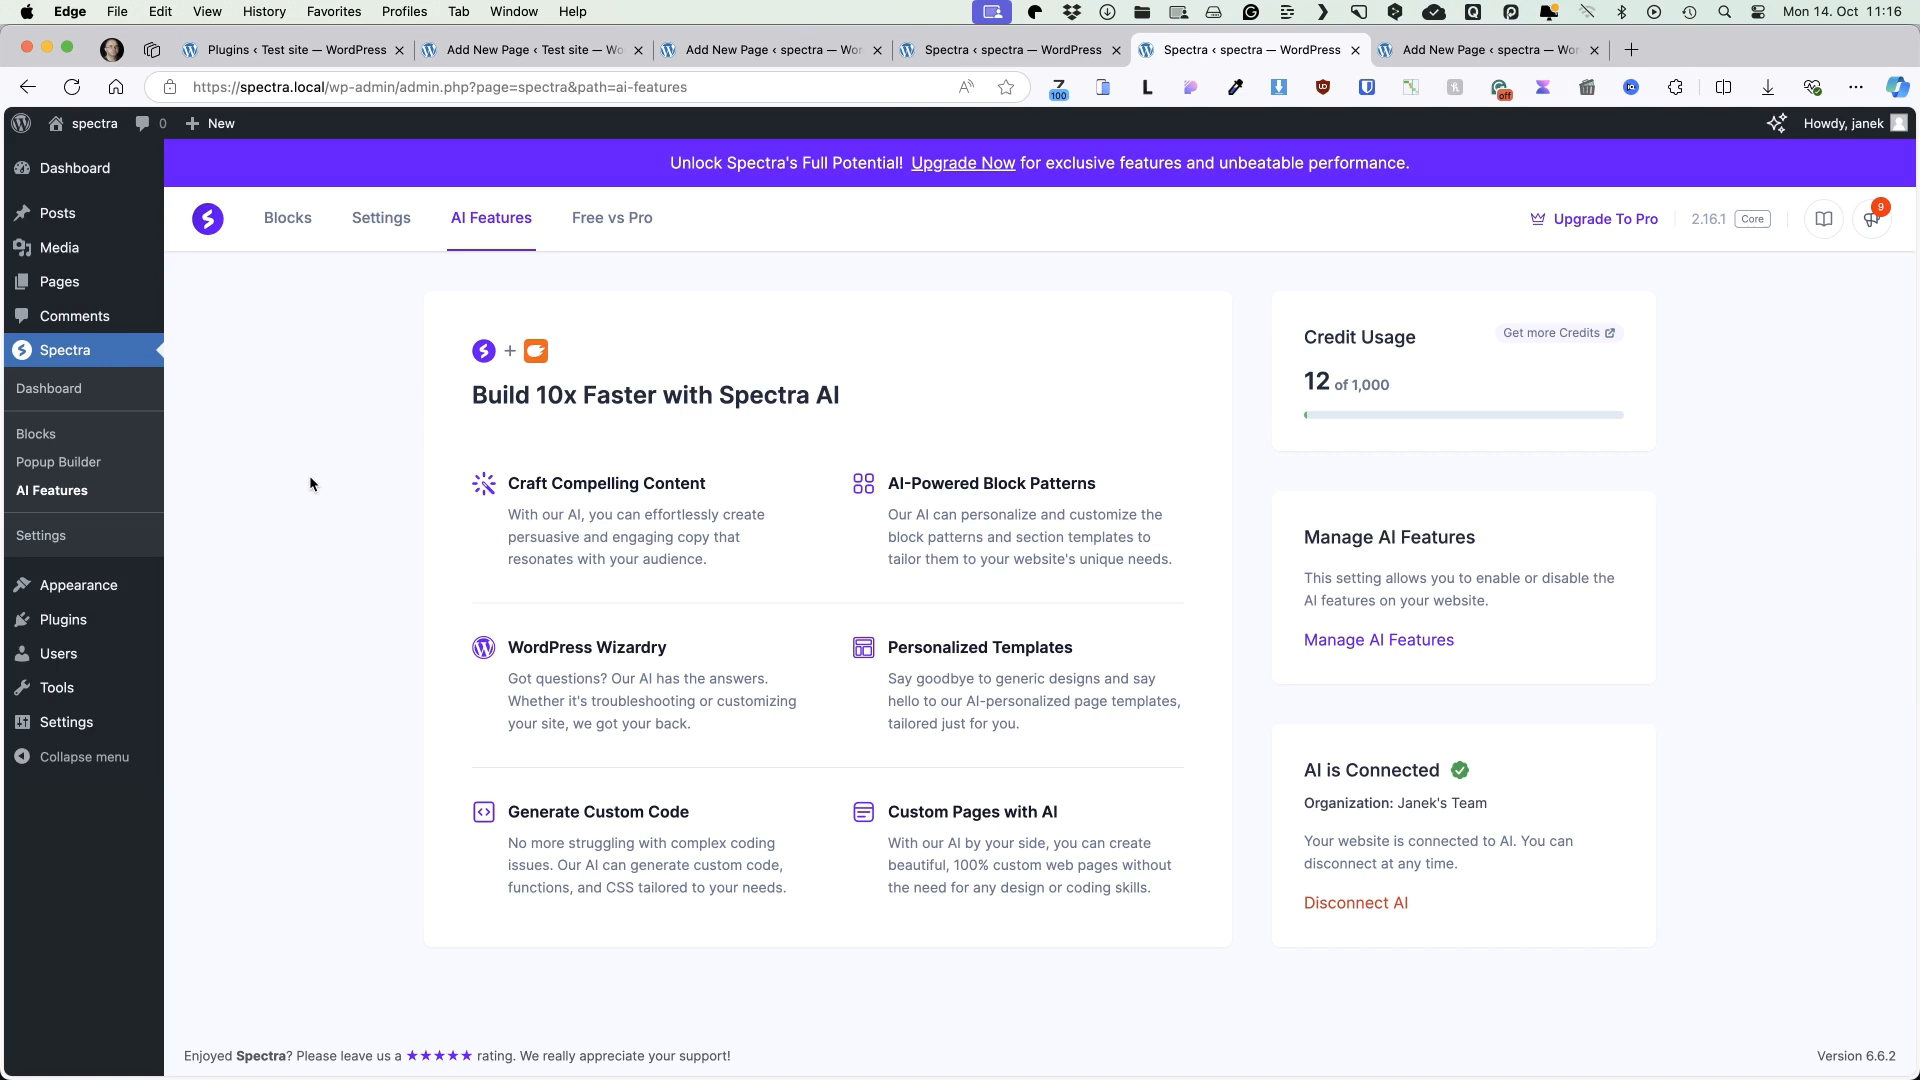 Edge File Edit View History Favorites Profiles Tab Window Help
Mon 14. Oct 11:16
Plugins ‹ Test site — WordPress
Add New Page ‹ Test site — Wo
Add New Page ‹ spectra — Wor
Spectra ‹ spectra — WordPress
Spectra ‹ spectra — WordPress
Add New Page ‹ spectra — Wor
https://spectra.local/wp-admin/admin.php?page=spectra&path=ai-features
100
off
spectra
0
New
Howdy, janek
Dashboard
Posts
Media
Pages
Comments
Spectra
Dashboard
Blocks
Popup Builder
AI Features
Settings
Appearance
Plugins
Users
Tools
Settings
Collapse menu
Unlock Spectra's Full Potential! Upgrade Now for exclusive features and unbeatable performance.
Blocks
Settings
AI Features
Free vs Pro
Upgrade To Pro
2.16.1
Core
9
+
Build 10x Faster with Spectra AI
Craft Compelling Content
With our AI, you can effortlessly create
persuasive and engaging copy that
resonates with your audience.
AI-Powered Block Patterns
Our AI can personalize and customize the
block patterns and section templates to
tailor them to your website's unique needs.
WordPress Wizardry
Got questions? Our AI has the answers.
Whether it's troubleshooting or customizing
your site, we got your back.
Personalized Templates
Say goodbye to generic designs and say
hello to our AI-personalized page templates,
tailored just for you.
Generate Custom Code
No more struggling with complex coding
issues. Our AI can generate custom code,
functions, and CSS tailored to your needs.
Custom Pages with AI
With our AI by your side, you can create
beautiful, 100% custom web pages without
the need for any design or coding skills.
Credit Usage
Get more Credits
12 of 1,000
Manage AI Features
This setting allows you to enable or disable the
AI features on your website.
Manage AI Features
AI is Connected
Organization: Janek's Team
Your website is connected to AI. You can
disconnect at any time.
Disconnect AI
Enjoyed Spectra? Please leave us a ★★★★★ rating. We really appreciate your support!
Version 6.6.2